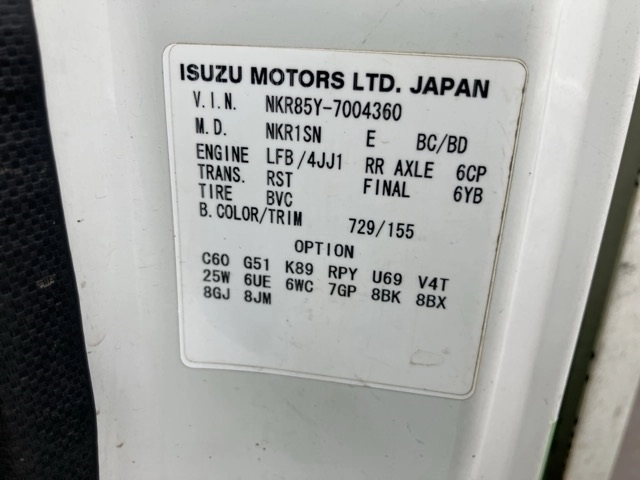 ISUZU MOTORS LTD. JAPAN
V.I.N. NKR85Y-7004360
M.D. NKR1SN E BC/BD
ENGINE LFB/4JJ1 RR AXLE 6CP
TRANS. RST FINAL 6YB
TIRE BVC
B.COLOR/TRIM 729/155
OPTION
C60 G51 K89 RPY U69 V4T
25W 6UE 6WC 7GP 8BK 8BX
8GJ 8JM